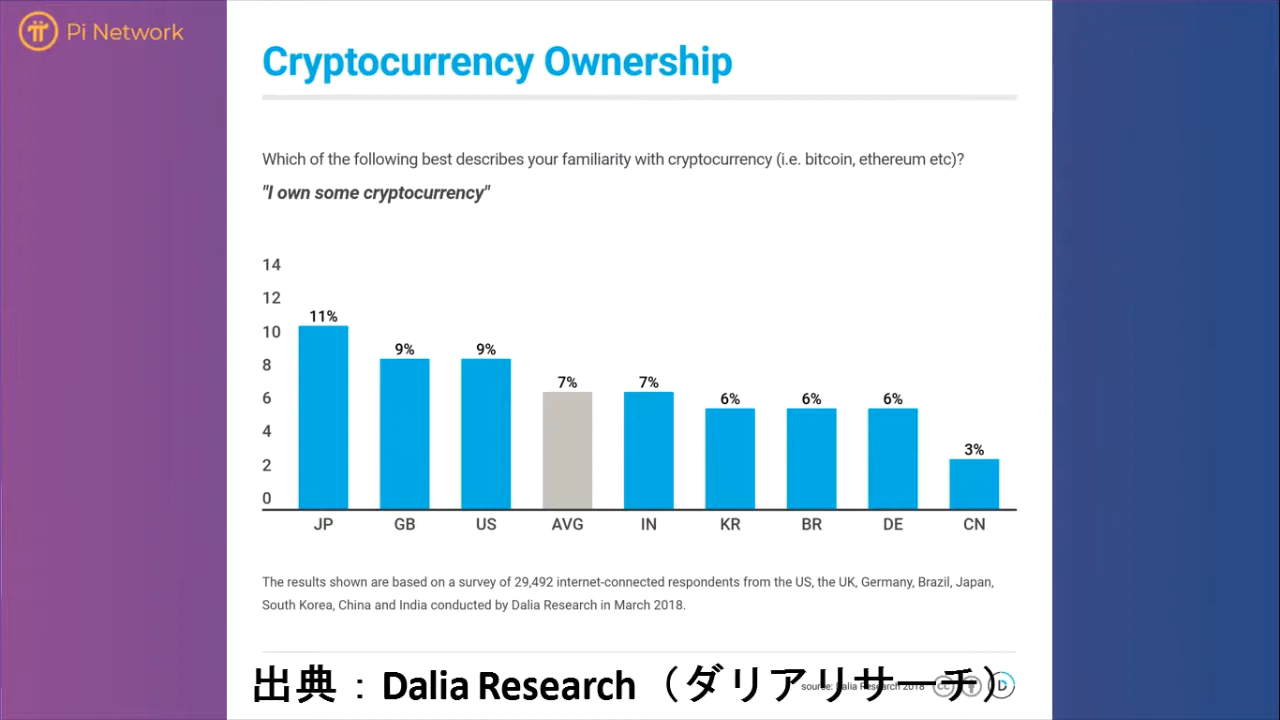 Pi Network
Cryptocurrency Ownership
Which of the following best describes your familiarity with cryptocurrency (i.e. bitcoin, ethereum etc)?
"I own some cryptocurrency"
14
12
10
8
6
4
2
0
11%
9%
9%
7%
7%
6%
6%
6%
3%
JP GB US AVG IN KR BR DE CN
The results shown are based on a survey of 29,492 internet-connected respondents from the US, the UK, Germany, Brazil, Japan,
South Korea, China and India conducted by Dalia Research in March 2018.
出典：Dalia Research（ダリアリサーチ）
source: Dalia Research 2018